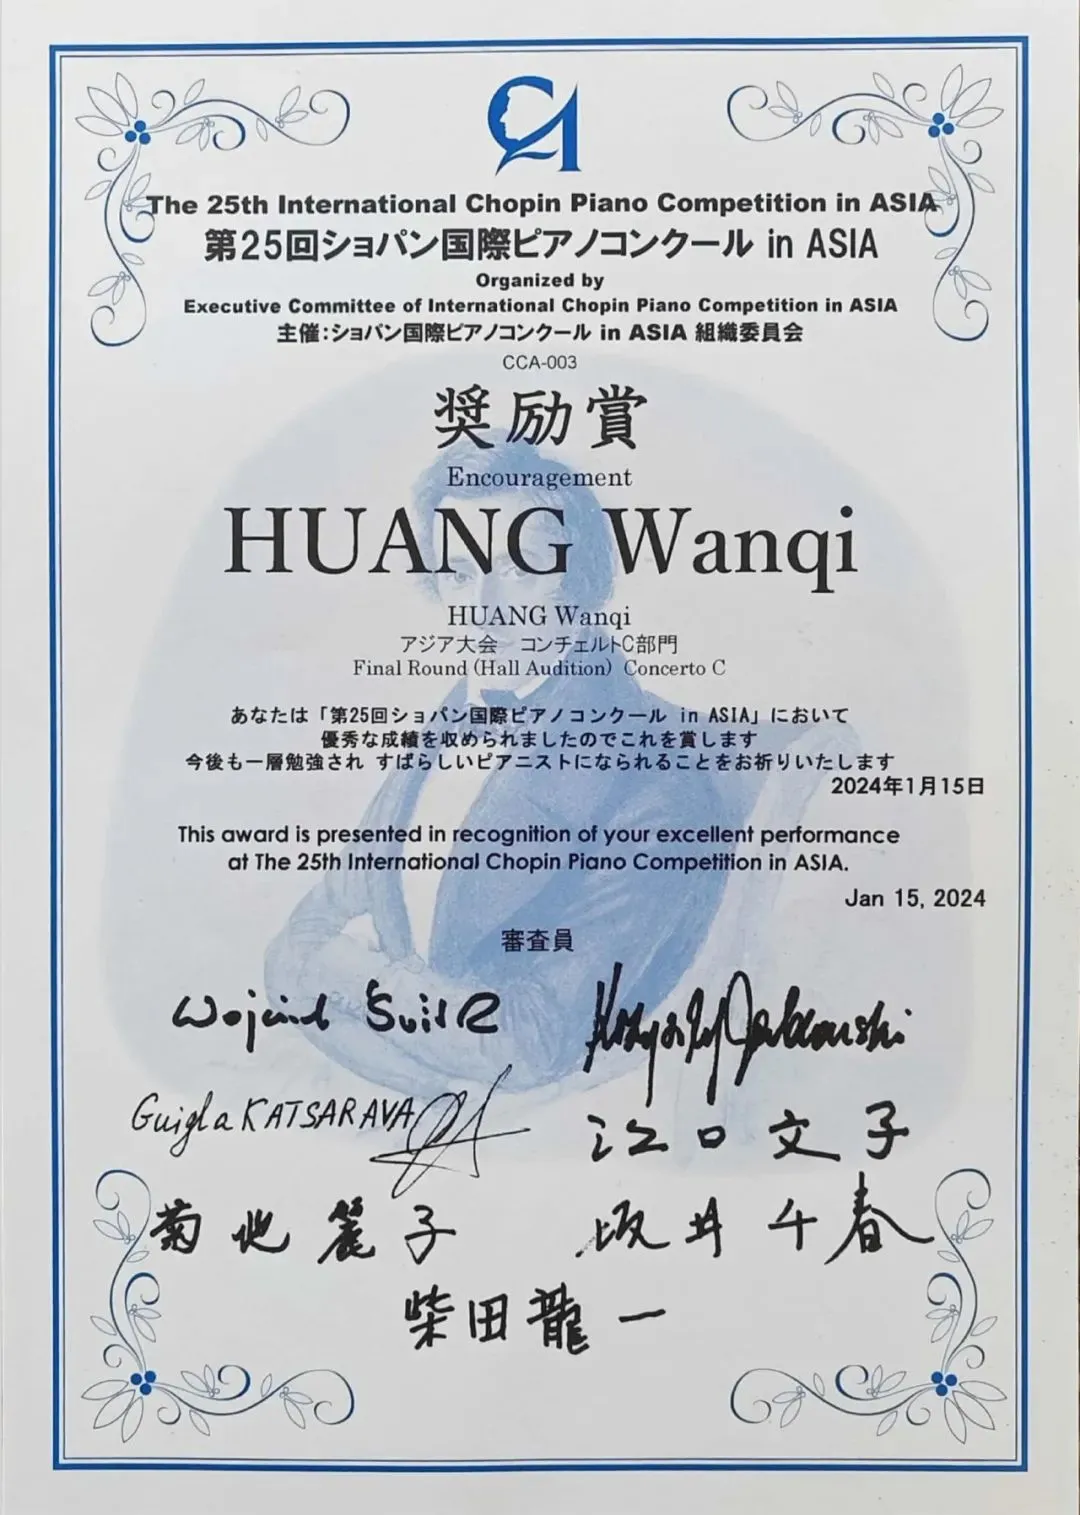 CA
The 25th International Chopin Piano Competition in ASIA
第25回ショパン国際ピアノコンクール in ASIA
Organized by
Executive Committee of International Chopin Piano Competition in ASIA
主催:ショパン国際ピアノコンクール in ASIA 組織委員会
CCA-003
奨励賞
Encouragement
HUANG Wanqi
HUANG Wanqi
アジア大会　コンチェルトC部門
Final Round (Hall Audition) Concerto C
あなたは「第25回ショパン国際ピアノコンクール in ASIA」において
優秀な成績を収められましたのでこれを賞します
今後も一層勉強され すばらしいピアニストになられることをお祈りいたします
2024年1月15日
This award is presented in recognition of your excellent performance
at The 25th International Chopin Piano Competition in ASIA.
Jan 15, 2024
審査員
Guigla KATSARAVA
江口文子
菊地麗子
坂井千春
柴田龍一